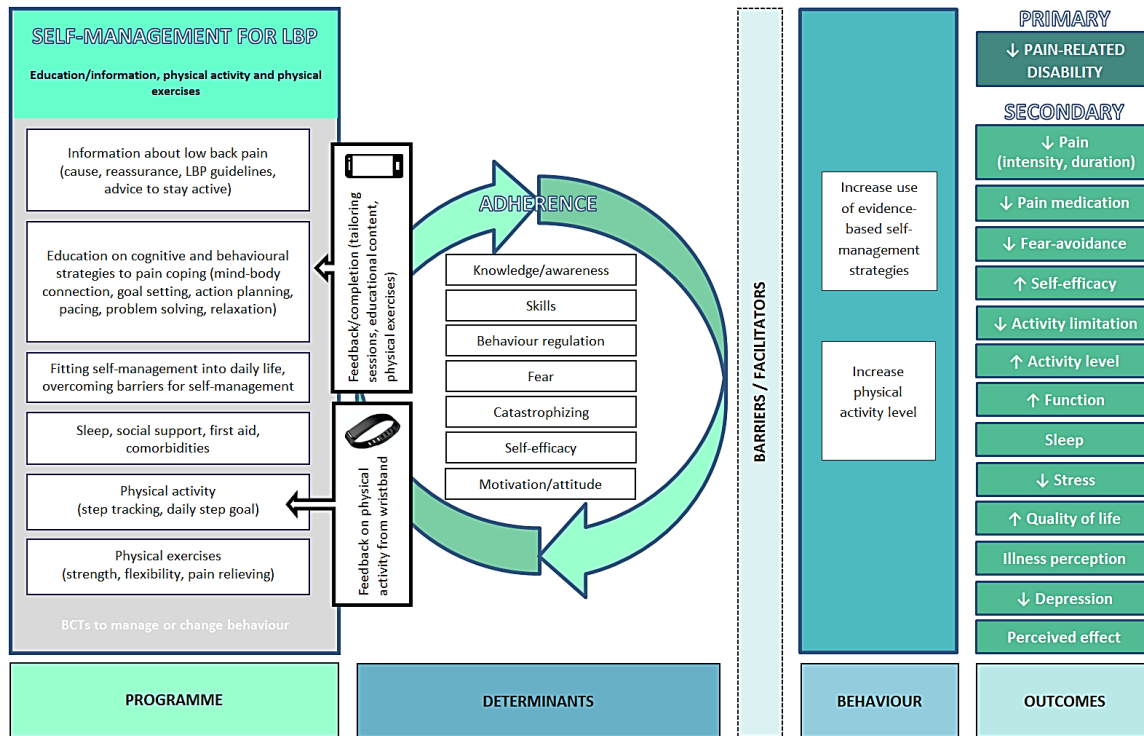 SELF-MANAGEMENT FOR LBP
Education/information, physical activity and physical
exercises
Information about low back pain
(cause, reassurance, LBP guidelines,
advice to stay active)
Education on cognitive and behavioural
strategies to pain coping (mind-body
connection, goal setting, action planning,
pacing, problem solving, relaxation)
Fitting self-management into daily life,
overcoming barriers for self-management
Sleep, social support, first aid,
comorbidities
Physical activity
(step tracking, daily step goal)
Physical exercises
(strength, flexibility, pain relieving)
BCTs to manage or change behaviour
PROGRAMME
Feedback/completion (tailoring
sessions, educational content,
physical exercises)
Feedback on physical
activity from wristband
ADHERENCE
Knowledge/awareness
Skills
Behaviour regulation
Fear
Catastrophizing
Self-efficacy
Motivation/attitude
DETERMINANTS
BARRIERS / FACILITATORS
Increase use
of evidence-
based self-
management
strategies
Increase
physical
activity level
BEHAVIOUR
PRIMARY
↓ PAIN-RELATED
DISABILITY
SECONDARY
↓ Pain
(intensity, duration)
↓ Pain medication
↓ Fear-avoidance
↑ Self-efficacy
↓ Activity limitation
↑ Activity level
↑ Function
Sleep
↓ Stress
↑ Quality of life
Illness perception
↓ Depression
Perceived effect
OUTCOMES